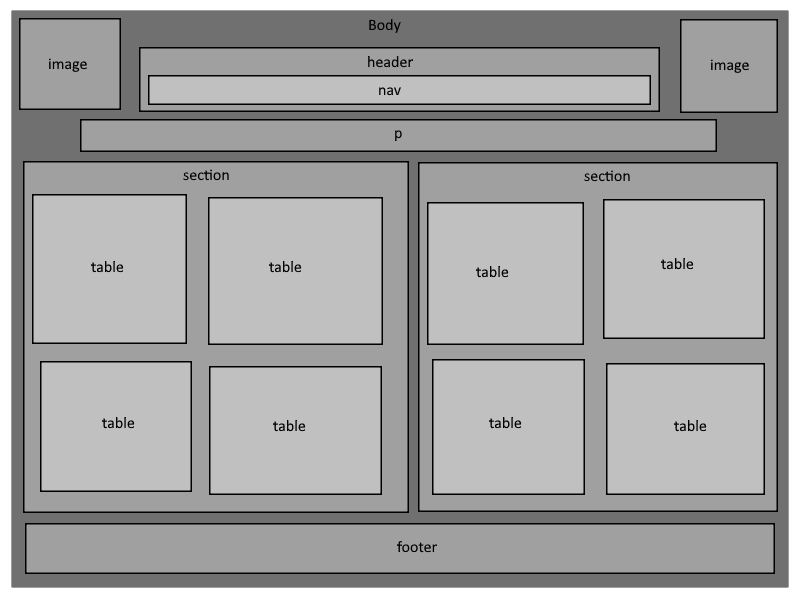 Body
image
header
image
nav
p
section
section
table
table
table
table
table
table
table
table
footer